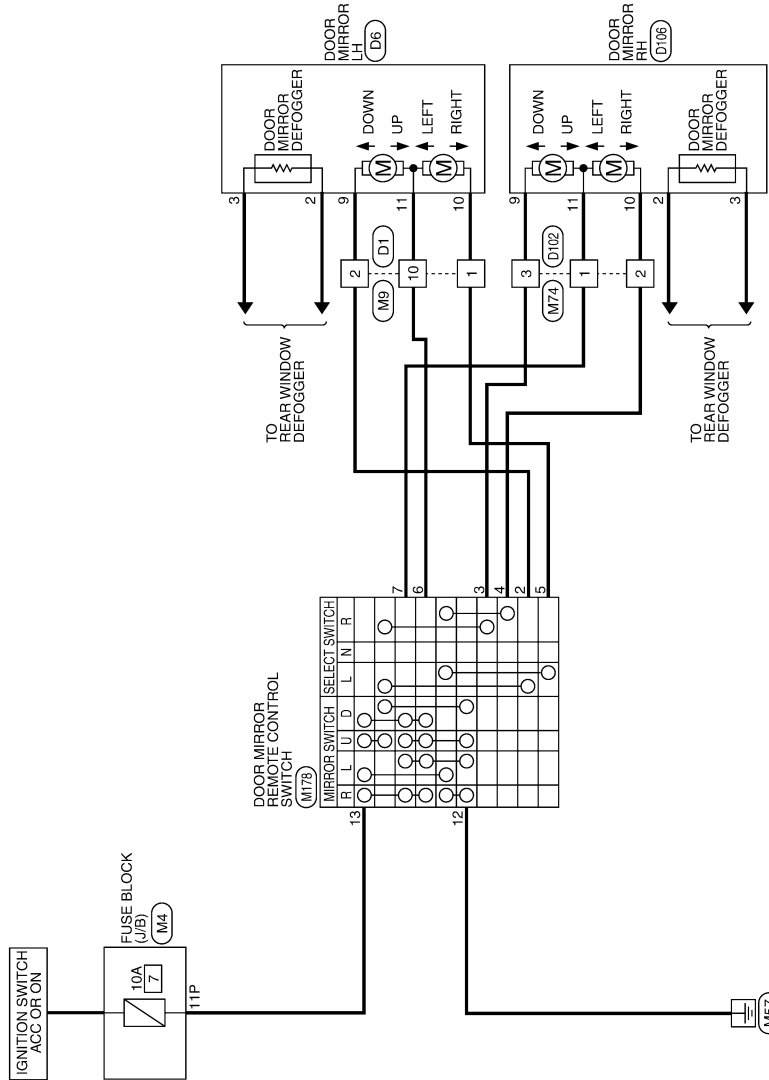 DOOR
MIRROR
LH
D6
DOOR
MIRROR
RH
D106
DOOR
MIRROR
DEFOGGER
DOWN
UP
LEFT
RIGHT
M
M
DOWN
UP
LEFT
RIGHT
M
M
DOOR
MIRROR
DEFOGGER
3
2
9
11
10
9
11
10
2
3
2
10
1
D1
M9
3
1
2
D102
M74
TO
REAR WINDOW
DEFOGGER
TO
REAR WINDOW
DEFOGGER
7
6
3
4
2
5
DOOR MIRROR
REMOTE CONTROL
SWITCH
M178
MIRROR SWITCH
SELECT SWITCH
R
L
U
D
L
N
R
13
12
FUSE BLOCK
(J/B)
M4
10A
7
11P
IGNITION SWITCH
ACC OR ON